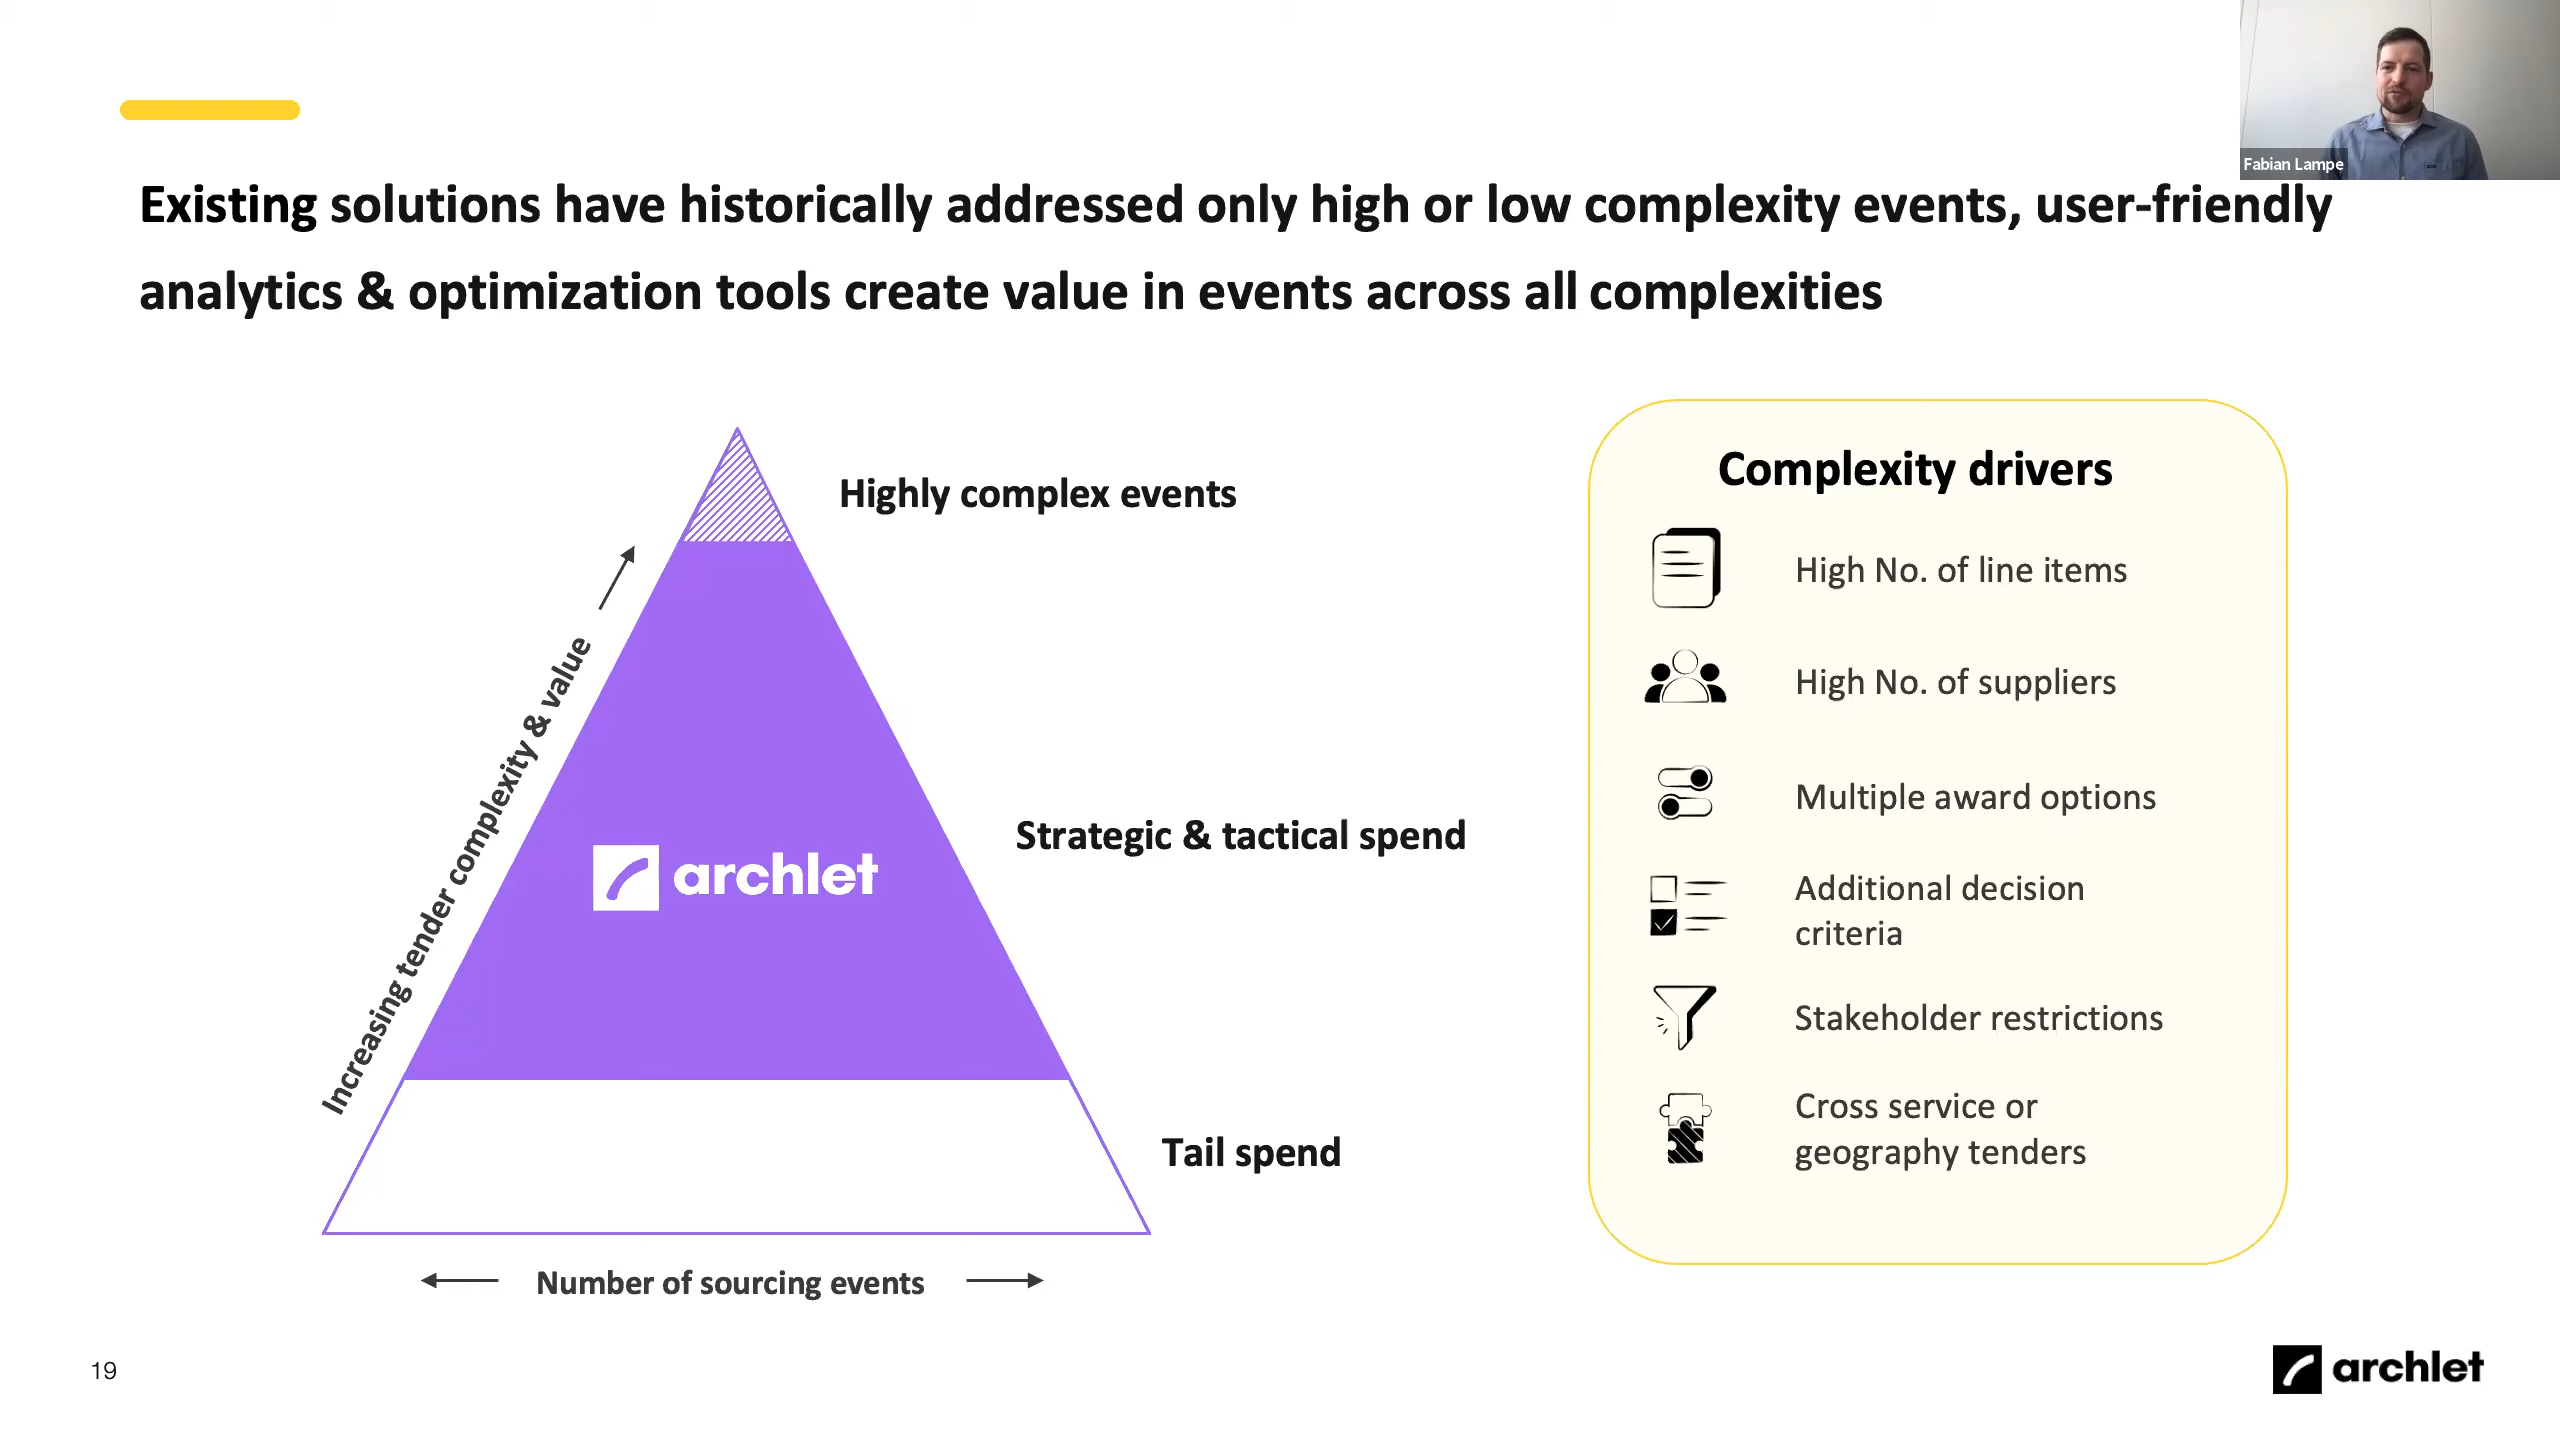 Fabian Lampe
Existing solutions have historically addressed only high or low complexity events, user-friendly
analytics & optimization tools create value in events across all complexities
Highly complex events
Increasing tender complexity & value
archlet
Strategic & tactical spend
Tail spend
Number of sourcing events
Complexity drivers
High No. of line items
High No. of suppliers
Multiple award options
Additional decision
criteria
Stakeholder restrictions
Cross service or
geography tenders
19
archlet